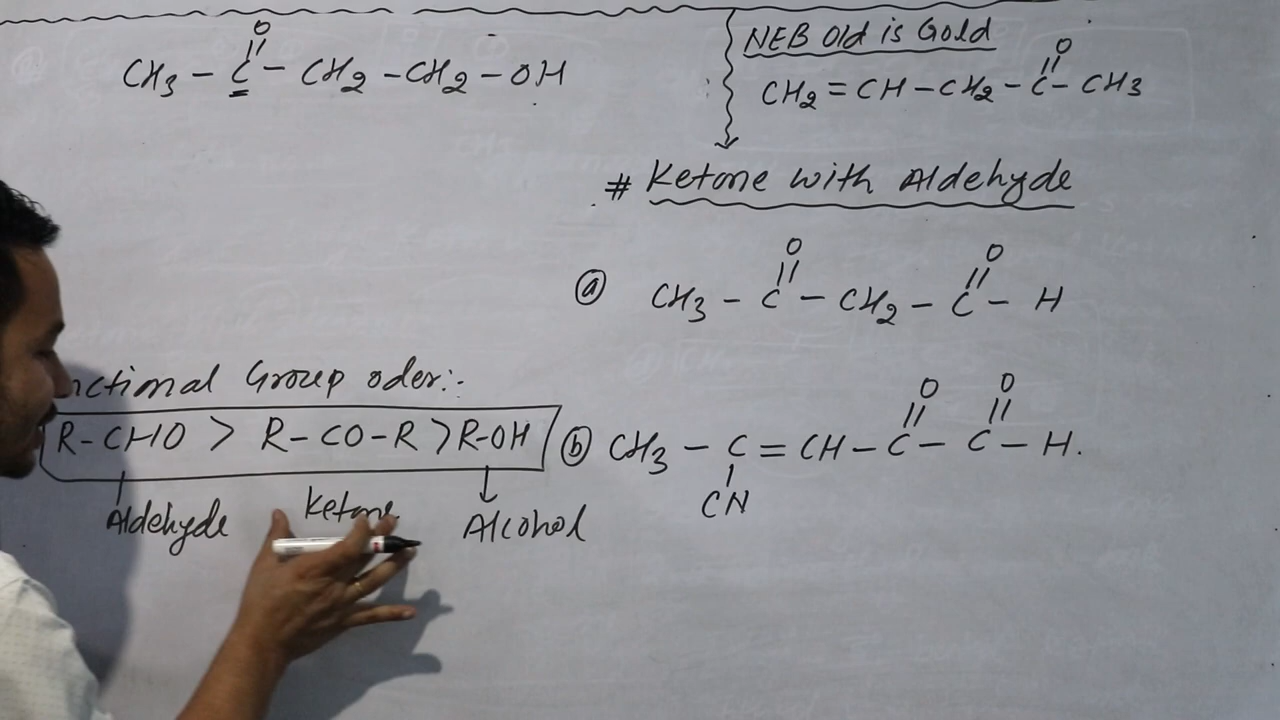 O
||
CH3 - C - CH2 - CH2 - OH
NEB Old is Gold
O
||
CH2 = CH - CH2 - C - CH3
# Ketone with Aldehyde
O O
|| ||
(a) CH3 - C - CH2 - C - H
nctional Group oder:-
R-CHO > R-CO-R > R-OH
Aldehyde Ketone Alcohol
O O
|| ||
(b) CH3 - C = CH - C - C - H.
|
CN